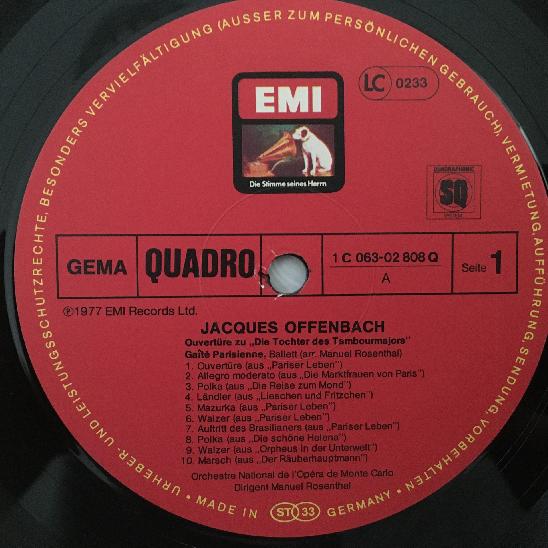 URHEBER- UND LEISTUNGSSCHUTZRECHTE, BESONDERS VERVIELFÄLTIGUNG (AUSSER ZUM PERSÖNLICHEN GEBRAUCH), VERMIETUNG, AUFFÜHRUNG, SENDUNG, VORBEHALTEN
LC 0233
EMI
Die Stimme seines Herrn
QUADROPHONIC
SQ
SYSTEM
GEMA
QUADRO
1 C 063-02 808 Q
A
Seite 1
℗1977 EMI Records Ltd.
JACQUES OFFENBACH
Ouvertüre zu „Die Tochter des Tambourmajors"
Gaîté Parisienne, Ballett (arr. Manuel Rosenthal)
1. Ouvertüre (aus „Pariser Leben")
2. Allegro moderato (aus „Die Marktfrauen von Paris")
3. Polka (aus „Die Reise zum Mond")
4. Ländler (aus „Lieschen und Fritzchen")
5. Mazurka (aus „Pariser Leben")
6. Walzer (aus „Pariser Leben")
7. Auftritt des Brasilianers (aus „Pariser Leben")
8. Polka (aus „Die schöne Helena")
9. Walzer (aus „Orpheus in der Unterwelt")
10. Marsch (aus „Der Räuberhauptmann")
Orchestre National de l'Opéra de Monte Carlo
Dirigent Manuel Rosenthal
• MADE IN ST 33 GERMANY •